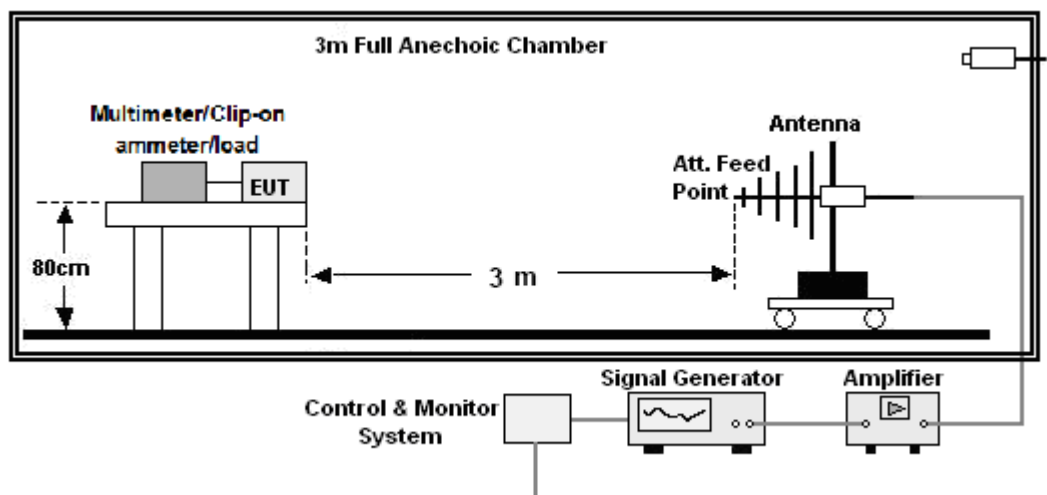 3m Full Anechoic Chamber
Multimeter/Clip-on
ammeter/load
EUT
80cm
3 m
Antenna
Att. Feed
Point
Signal Generator
Amplifier
Control & Monitor
System